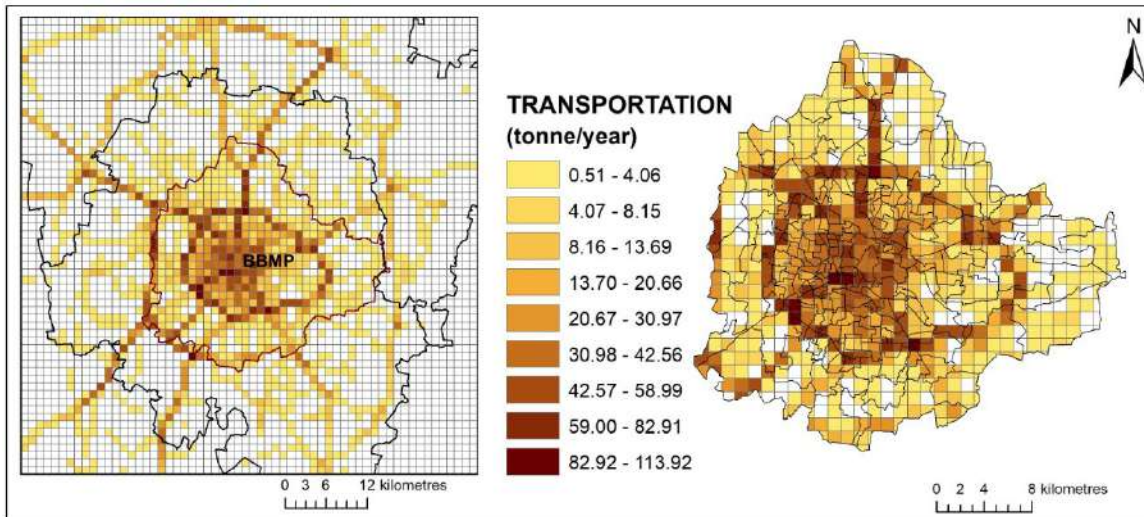 BBMP
0 3 6 12 kilometres
TRANSPORTATION
(tonne/year)
0.51 - 4.06
4.07 - 8.15
8.16 - 13.69
13.70 - 20.66
20.67 - 30.97
30.98 - 42.56
42.57 - 58.99
59.00 - 82.91
82.92 - 113.92
N
0 2 4 8 kilometres